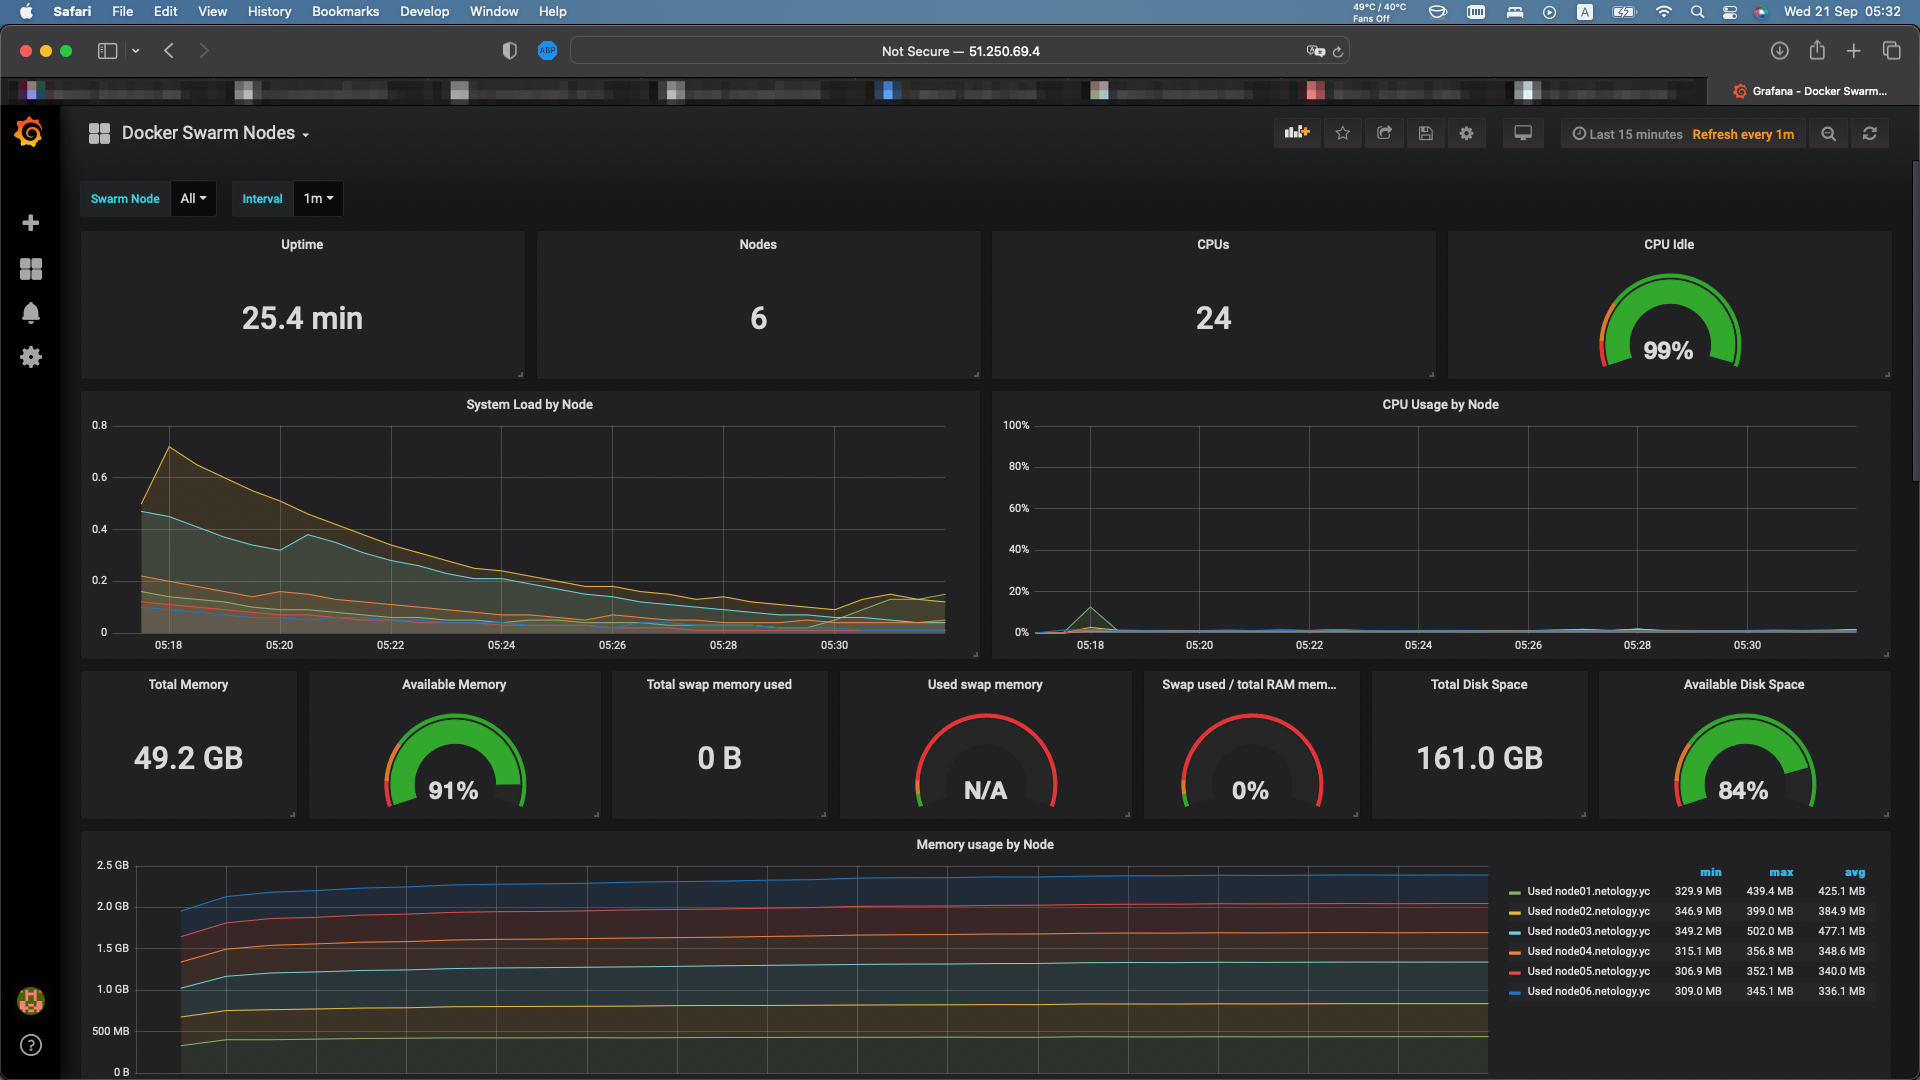 Safari File Edit View History Bookmarks Develop Window Help
49°C / 40°C
Fans Off
A
Wed 21 Sep 05:32
ABP
Not Secure — 51.250.69.4
Grafana - Docker Swarm...
Docker Swarm Nodes
Last 15 minutes Refresh every 1m
Swarm Node All Interval 1m
Uptime
25.4 min
Nodes
6
CPUs
24
CPU Idle
99%
System Load by Node
0.8
0.6
0.4
0.2
0
05:18 05:20 05:22 05:24 05:26 05:28 05:30
CPU Usage by Node
100%
80%
60%
40%
20%
0%
05:18 05:20 05:22 05:24 05:26 05:28 05:30
Total Memory
49.2 GB
Available Memory
91%
Total swap memory used
0 B
Used swap memory
N/A
Swap used / total RAM mem...
0%
Total Disk Space
161.0 GB
Available Disk Space
84%
Memory usage by Node
2.5 GB
2.0 GB
1.5 GB
1.0 GB
500 MB
0 B
min max avg
Used node01.netology.yc 329.9 MB 439.4 MB 425.1 MB
Used node02.netology.yc 346.9 MB 399.0 MB 384.9 MB
Used node03.netology.yc 349.2 MB 502.0 MB 477.1 MB
Used node04.netology.yc 315.1 MB 356.8 MB 348.6 MB
Used node05.netology.yc 306.9 MB 352.1 MB 340.0 MB
Used node06.netology.yc 309.0 MB 345.1 MB 336.1 MB